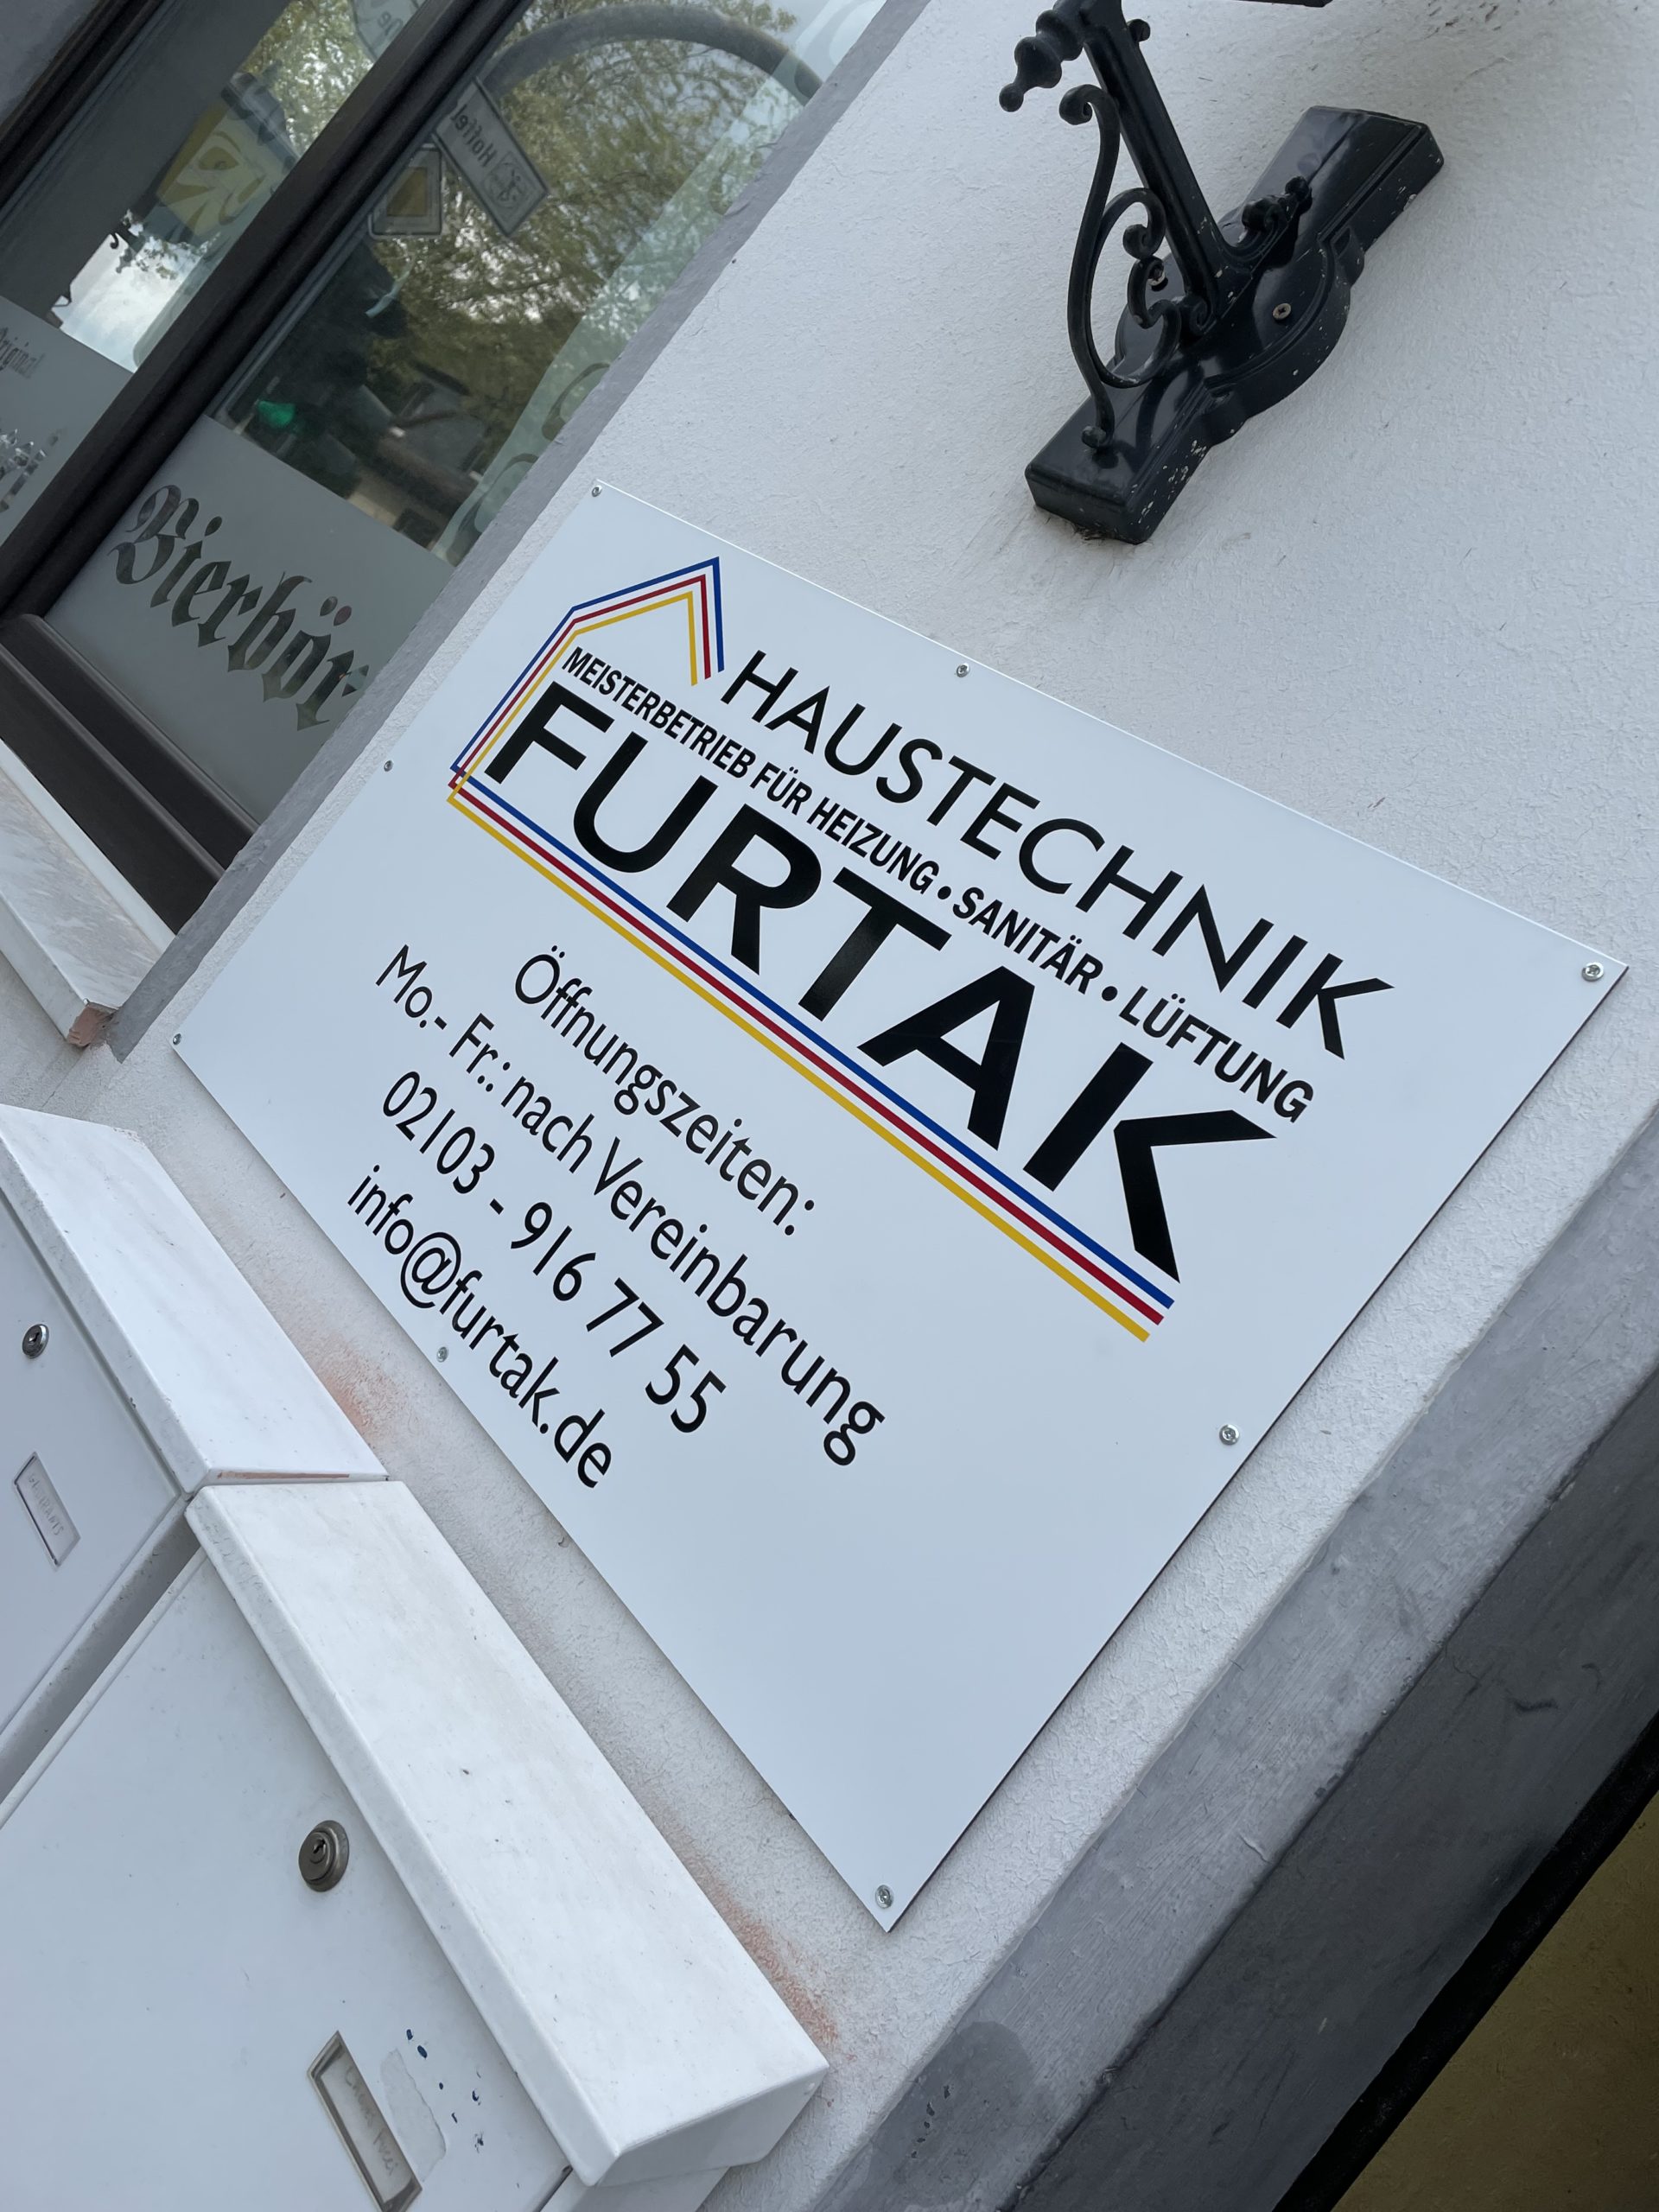 HAUSTECHNIK
MEISTERBETRIEB FÜR HEIZUNG • SANITÄR • LÜFTUNG
FURTAK
Öffnungszeiten:
Mo.- Fr.: nach Vereinbarung
02103 - 916 77 55
info@furtak.de
Original
Bierbör